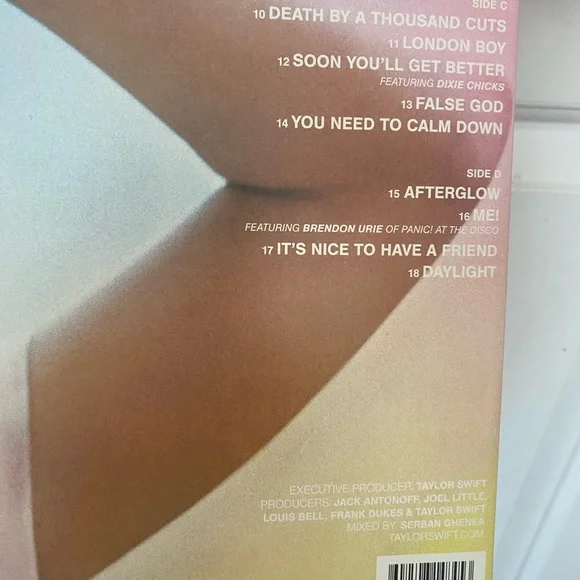 SIDE C
10 DEATH BY A THOUSAND CUTS
11 LONDON BOY
12 SOON YOU'LL GET BETTER
FEATURING DIXIE CHICKS
13 FALSE GOD
14 YOU NEED TO CALM DOWN
SIDE D
15 AFTERGLOW
16 ME!
FEATURING BRENDON URIE OF PANIC! AT THE DISCO
17 IT'S NICE TO HAVE A FRIEND
18 DAYLIGHT
EXECUTIVE PRODUCER: TAYLOR SWIFT
PRODUCERS: JACK ANTONOFF, JOEL LITTLE,
LOUIS BELL, FRANK DUKES & TAYLOR SWIFT
MIXED BY: SERBAN GHENEA
TAYLORSWIFT.COM